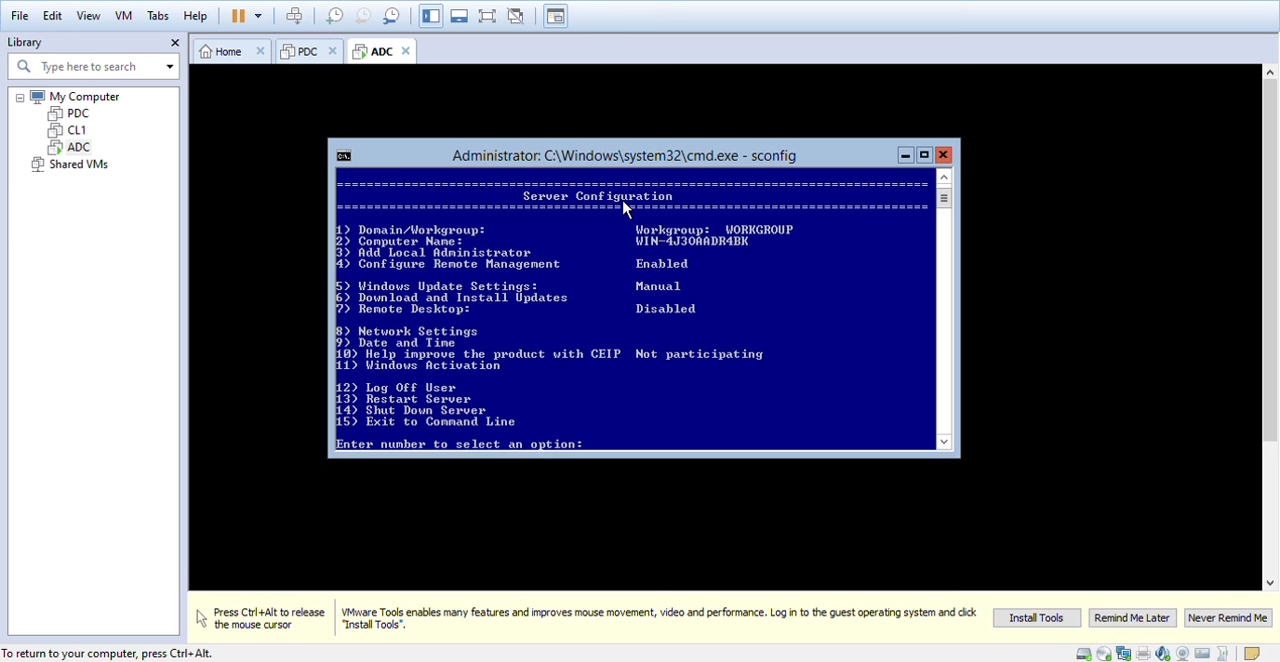 File Edit View VM Tabs Help
Library
Type here to search
Home PDC ADC
My Computer
PDC
CL1
ADC
Shared VMs
Administrator: C:\Windows\system32\cmd.exe - sconfig
===============================================================================
Server Configuration
===============================================================================
1) Domain/Workgroup: Workgroup: WORKGROUP
2) Computer Name: WIN-4J3OAADR4BK
3) Add Local Administrator
4) Configure Remote Management Enabled
5) Windows Update Settings: Manual
6) Download and Install Updates
7) Remote Desktop: Disabled
8) Network Settings
9) Date and Time
10) Help improve the product with CEIP Not participating
11) Windows Activation
12) Log Off User
13) Restart Server
14) Shut Down Server
15) Exit to Command Line
Enter number to select an option:
Press Ctrl+Alt to release
the mouse cursor
VMware Tools enables many features and improves mouse movement, video and performance. Log in to the guest operating system and click
"Install Tools".
Install Tools
Remind Me Later
Never Remind Me
To return to your computer, press Ctrl+Alt.